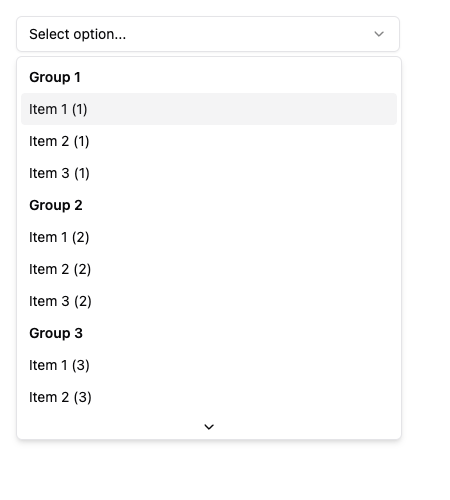 Select option...
Group 1
Item 1 (1)
Item 2 (1)
Item 3 (1)
Group 2
Item 1 (2)
Item 2 (2)
Item 3 (2)
Group 3
Item 1 (3)
Item 2 (3)